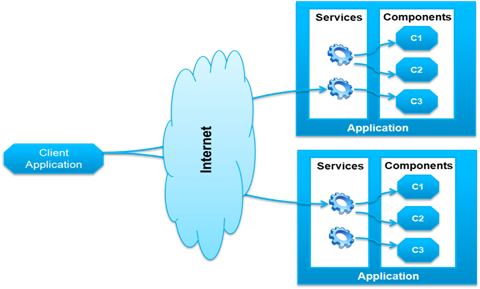 Client
Application
Internet
Services
Components
C1
C2
C3
Application
Services
Components
C1
C2
C3
Application